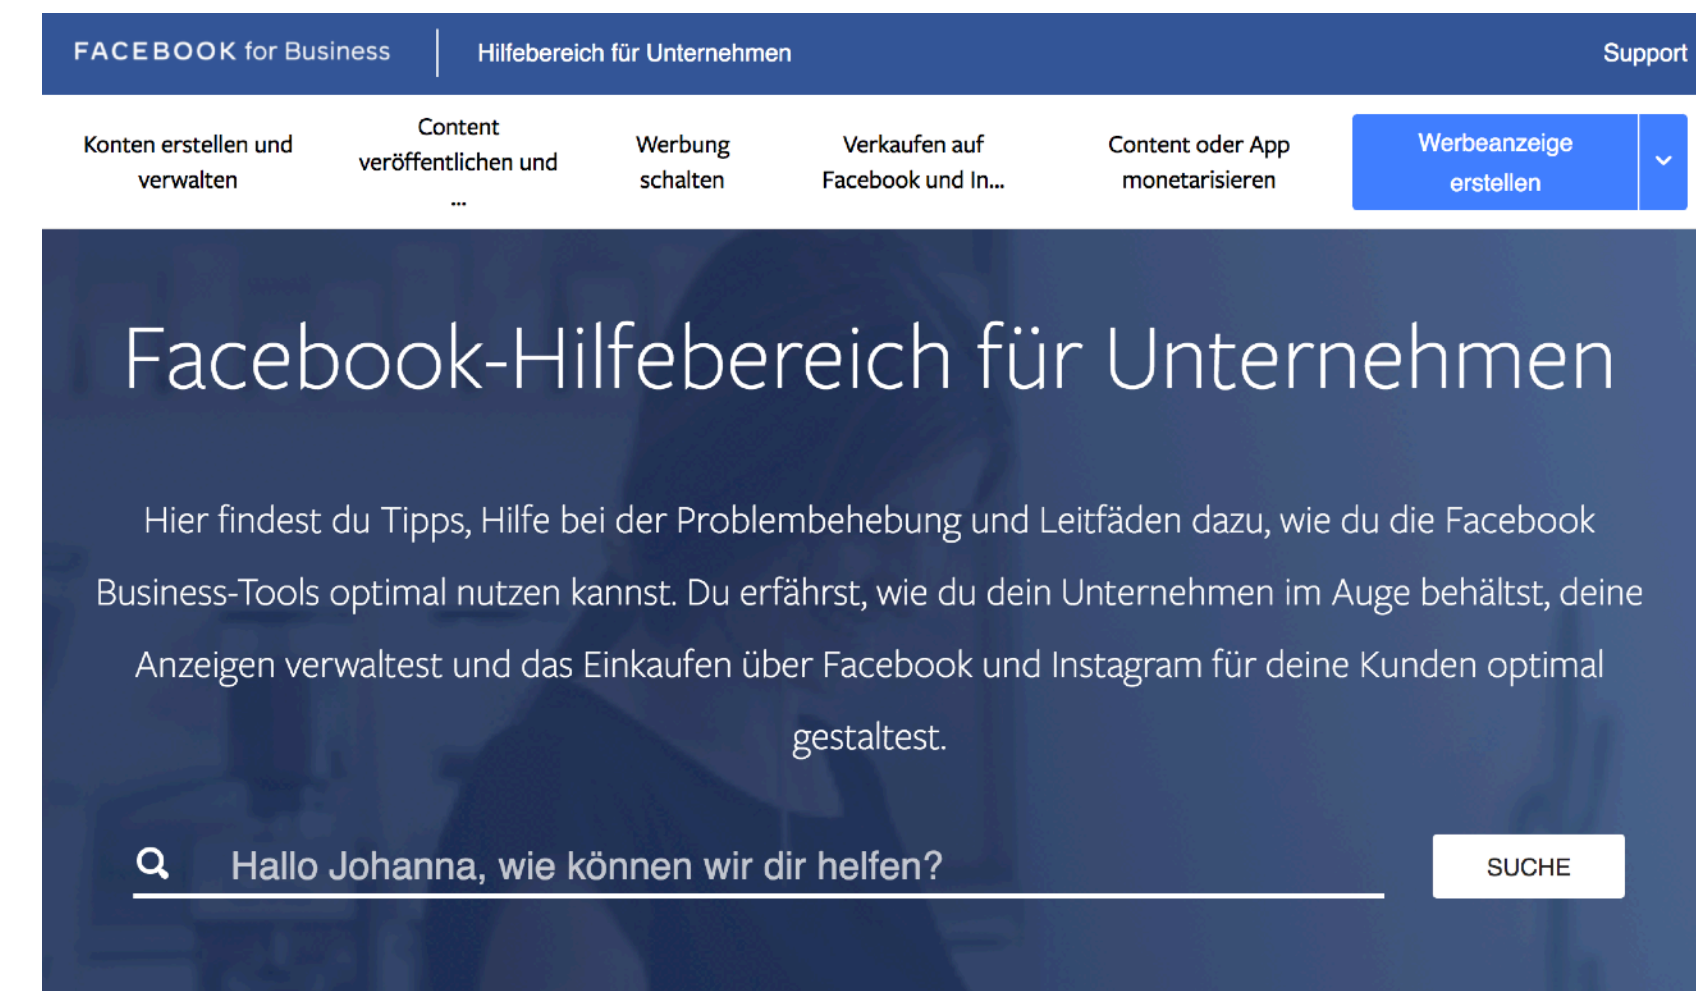 FACEBOOK for Business
Hilfebereich für Unternehmen
Support
Konten erstellen und
verwalten
Content
veröffentlichen und
...
Werbung
schalten
Verkaufen auf
Facebook und In...
Content oder App
monetarisieren
Werbeanzeige
erstellen
Facebook-Hilfebereich für Unternehmen
Hier findest du Tipps, Hilfe bei der Problembehebung und Leitfäden dazu, wie du die Facebook
Business-Tools optimal nutzen kannst. Du erfährst, wie du dein Unternehmen im Auge behältst, deine
Anzeigen verwaltest und das Einkaufen über Facebook und Instagram für deine Kunden optimal
gestaltest.
Hallo Johanna, wie können wir dir helfen?
SUCHE